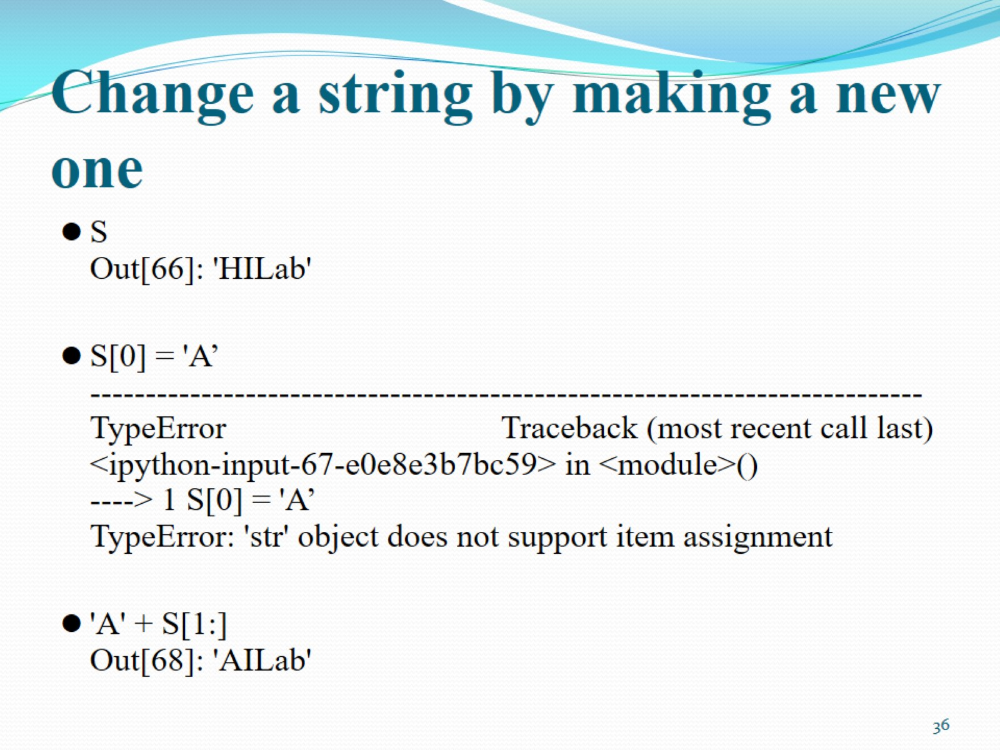 Change a string by making a new
one
● S
Out[66]: 'HILab'
● S[0] = 'A’
----------------------------------------------------------------------------
TypeError Traceback (most recent call last)
<ipython-input-67-e0e8e3b7bc59> in <module>()
----> 1 S[0] = 'A’
TypeError: 'str' object does not support item assignment
● 'A' + S[1:]
Out[68]: 'AILab'
36